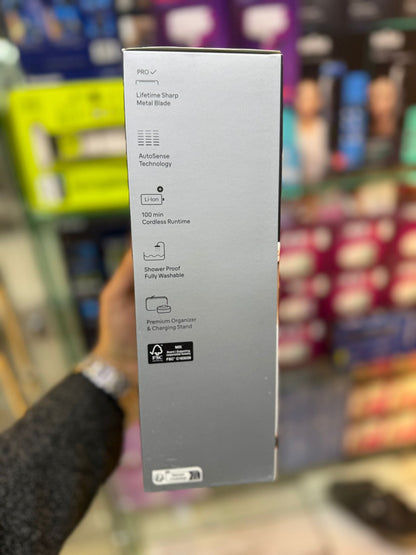 PRO
Lifetime Sharp
Metal Blade
AutoSense
Technology
Li-Ion
100 min
Cordless Runtime
Shower Proof
Fully Washable
Premium Organizer
& Charging Stand
FSC
MIX